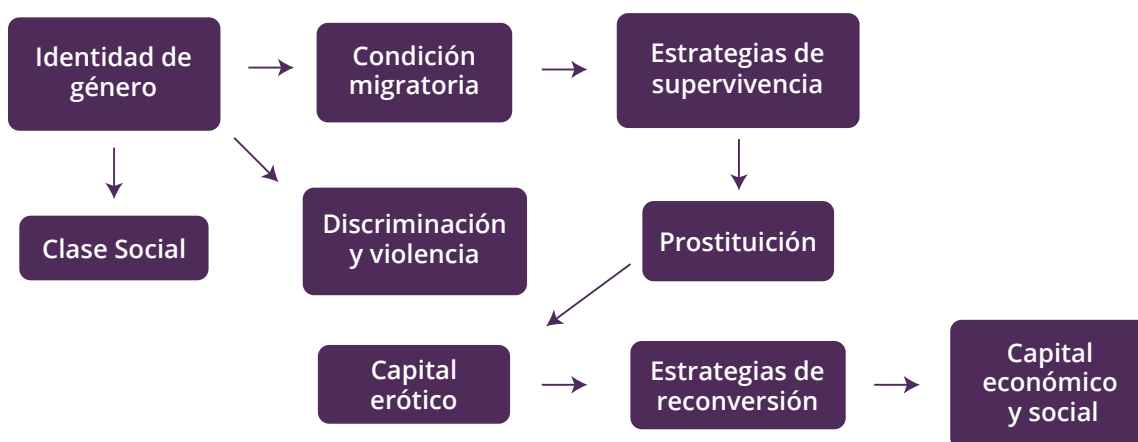 Identidad de
género
Condición
migratoria
Estrategias de
supervivencia
Clase Social
Discriminación
y violencia
Prostituición
Capital
erótico
Estrategias de
reconversión
Capital
económico
y social